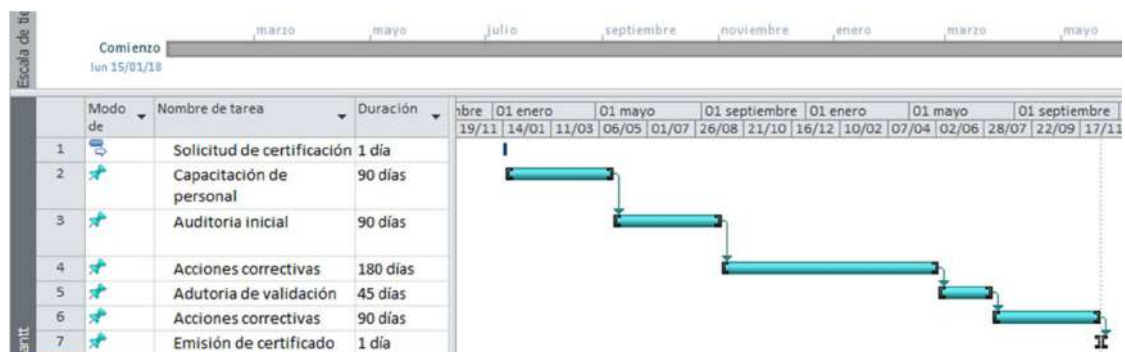 Escala de tie
marzo mayo julio septiembre noviembre enero marzo mayo
Comienzo
lun 15/01/18
Modo de Nombre de tarea Duración
nbre 01 enero 01 mayo 01 septiembre 01 enero 01 mayo 01 septiembre
19/11 14/01 11/03 06/05 01/07 26/08 21/10 16/12 10/02 07/04 02/06 28/07 22/09 17/11
1 Solicitud de certificación 1 día
2 Capacitación de personal 90 días
3 Auditoria inicial 90 días
4 Acciones correctivas 180 días
5 Adutoria de validación 45 días
6 Acciones correctivas 90 días
7 Emisión de certificado 1 día
antt